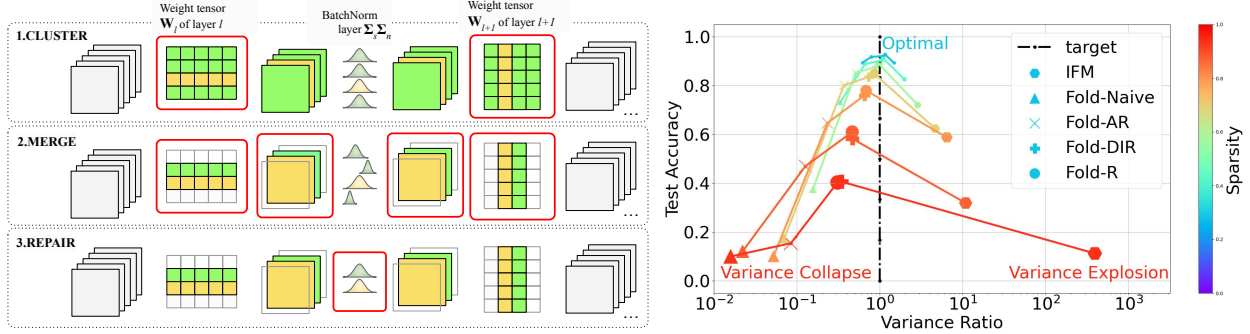 Weight tensor
W_l of layer l
BatchNorm
layer Σ_sΣ_n
Weight tensor
W_{l+1} of layer l+1
1.CLUSTER
...
2.MERGE
...
3.REPAIR
...
Test Accuracy
1.0
0.8
0.6
0.4
0.2
0.0
10^{-2}
10^{-1}
10^0
10^1
10^2
10^3
Variance Ratio
Optimal
Variance Collapse
Variance Explosion
target
IFM
Fold-Naive
Fold-AR
Fold-DIR
Fold-R
1.0
0.8
0.6
0.4
0.2
0.0
Sparsity